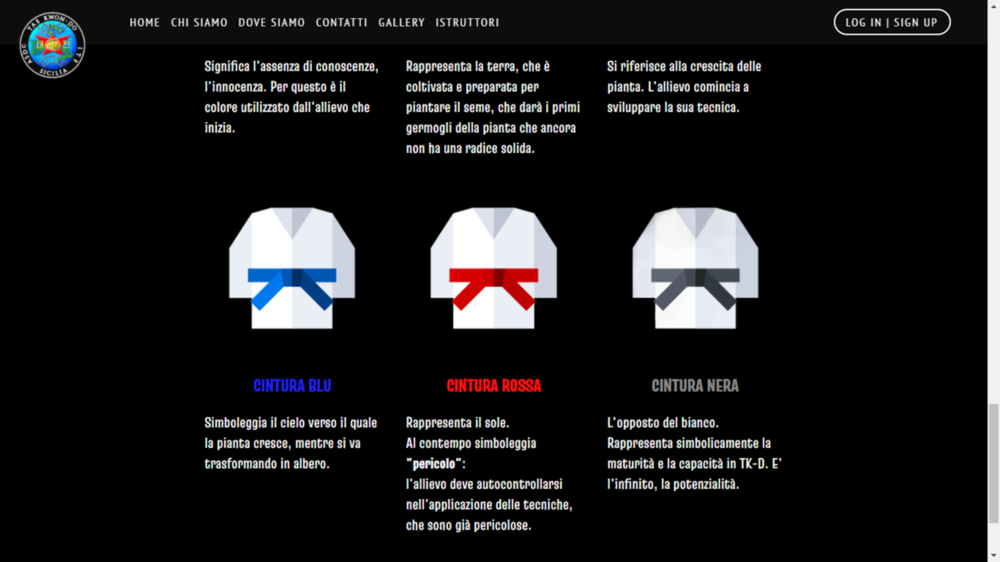 TAE KWON-DO
I.T.F.
SICILIA
ASDC
HOME CHI SIAMO DOVE SIAMO CONTATTI GALLERY ISTRUTTORI
LOG IN | SIGN UP
Significa l'assenza di conoscenze,
l'innocenza. Per questo è il
colore utilizzato dall'allievo che
inizia.
Rappresenta la terra, che è
coltivata e preparata per
piantare il seme, che darà i primi
germogli della pianta che ancora
non ha una radice solida.
Si riferisce alla crescita delle
pianta. L'allievo comincia a
sviluppare la sua tecnica.
CINTURA BLU
Simboleggia il cielo verso il quale
la pianta cresce, mentre si va
trasformando in albero.
CINTURA ROSSA
Rappresenta il sole.
Al contempo simboleggia
"pericolo":
l'allievo deve autocontrollarsi
nell'applicazione delle tecniche,
che sono già pericolose.
CINTURA NERA
L'opposto del bianco.
Rappresenta simbolicamente la
maturità e la capacità in TK-D. E'
l'infinito, la potenzialità.